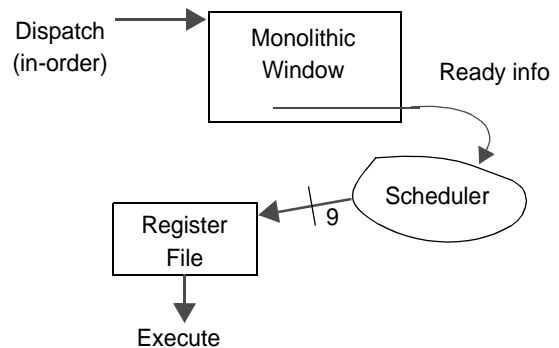 Dispatch
(in-order)
Monolithic
Window
Ready info
Scheduler
9
Register
File
Execute